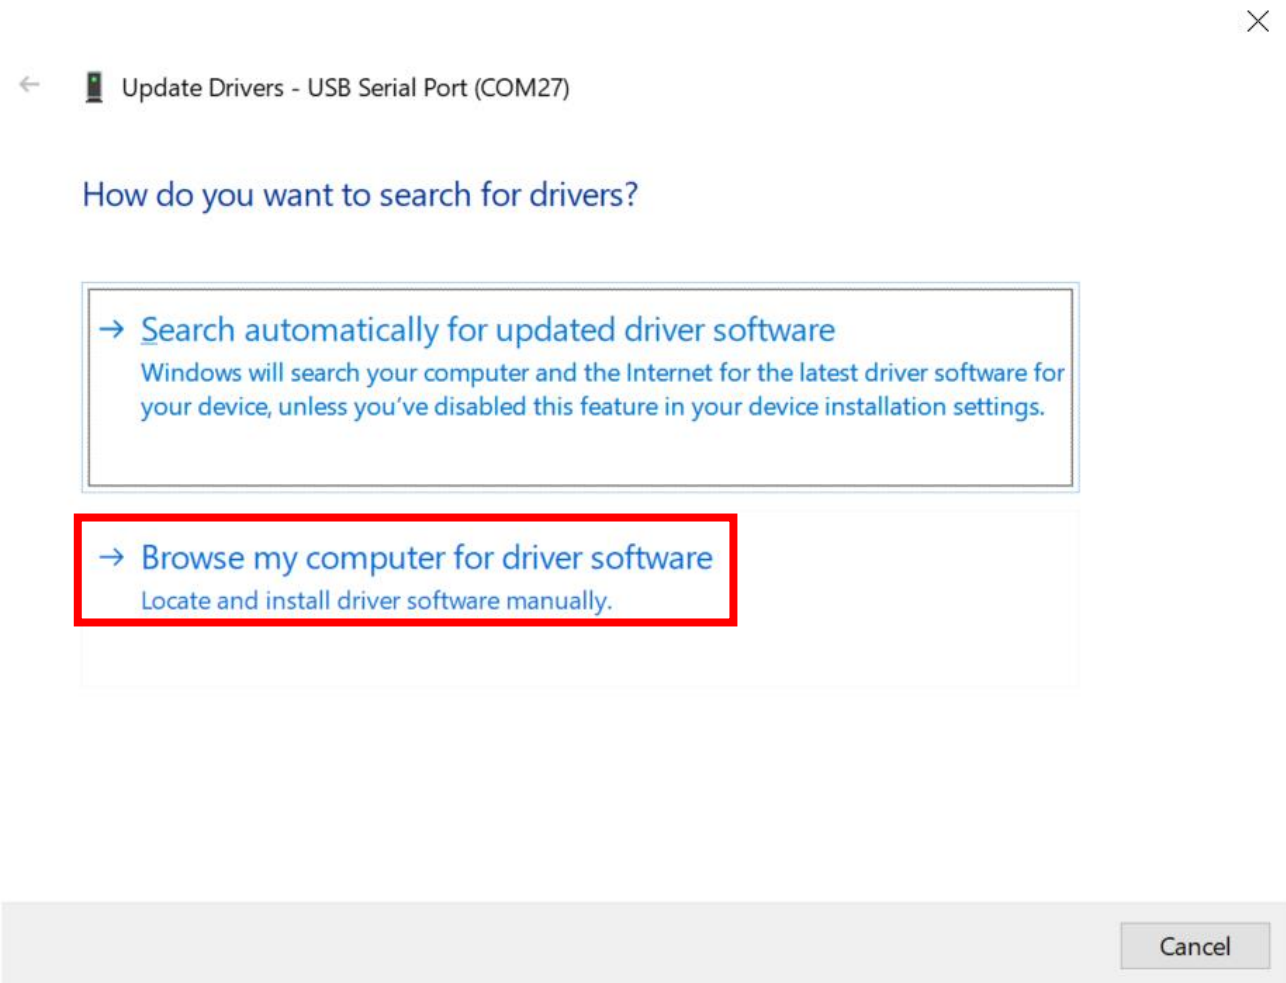 Update Drivers - USB Serial Port (COM27)
How do you want to search for drivers?
Search automatically for updated driver software
Windows will search your computer and the Internet for the latest driver software for
your device, unless you've disabled this feature in your device installation settings.
Browse my computer for driver software
Locate and install driver software manually.
Cancel